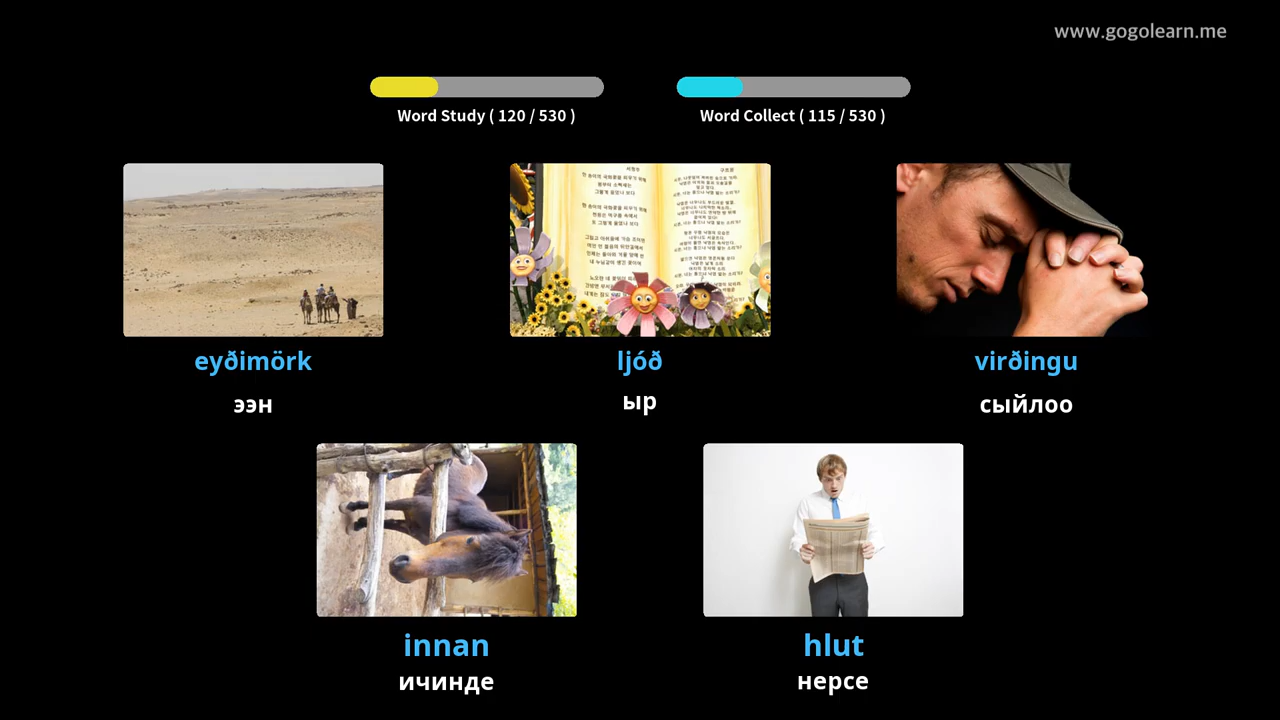 www.gogolearn.me
Word Study ( 120 / 530 )
Word Collect ( 115 / 530 )
eyðimörk
ljóð
virðingu
ээн
ыр
сыйлоо
innan
hlut
ичинде
нерсе